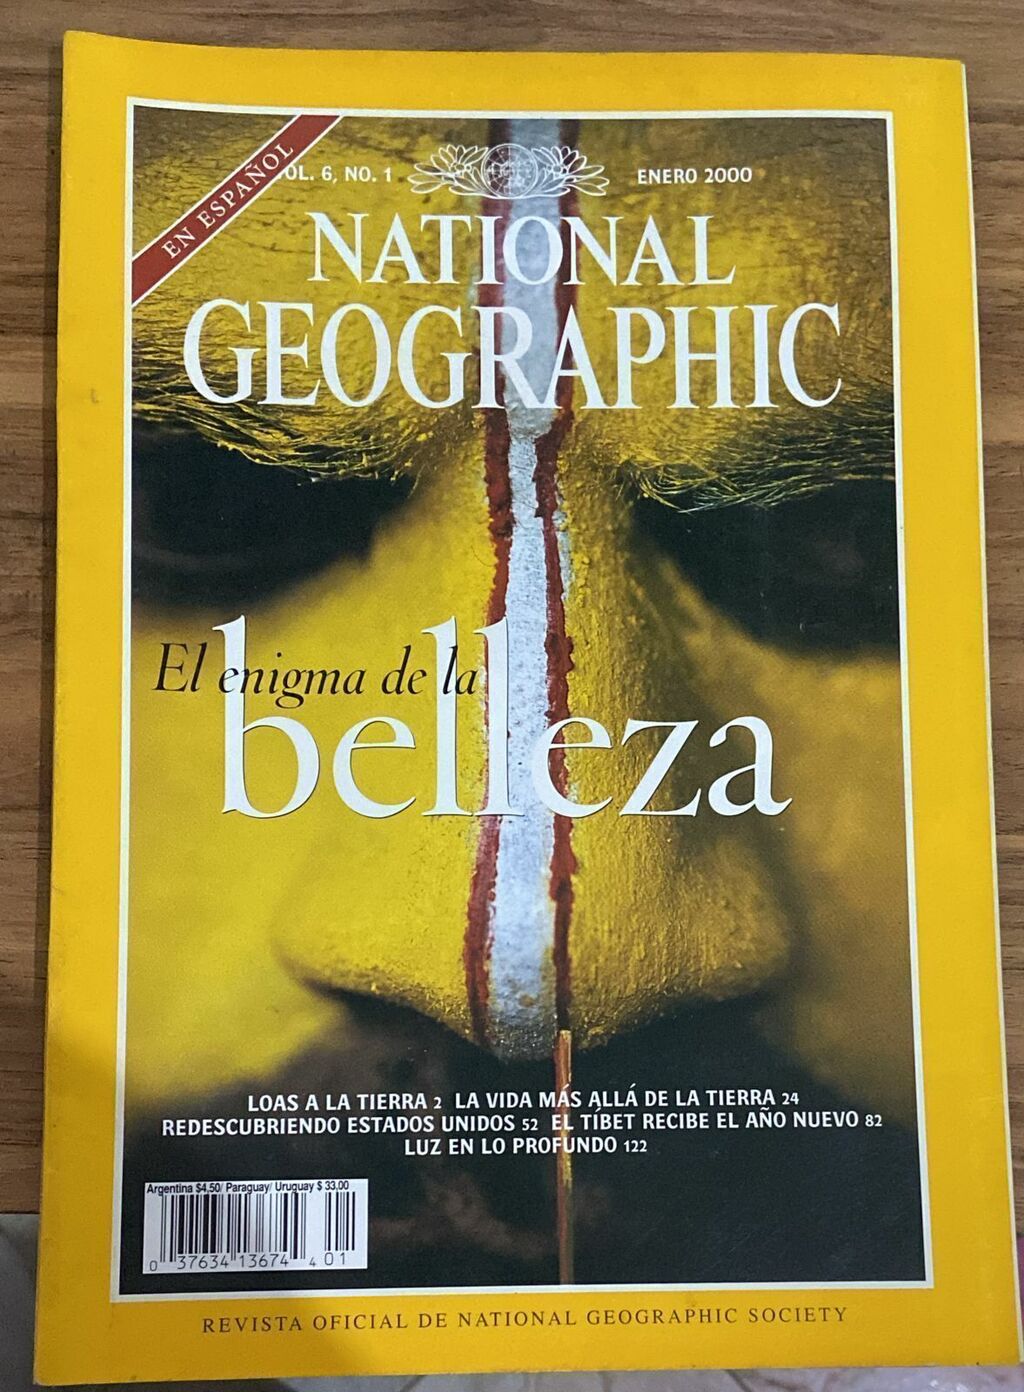 EN ESPAÑOL
VOL. 6, NO. 1
ENERO 2000
NATIONAL
GEOGRAPHIC
El enigma de la
belleza
LOAS A LA TIERRA 2 LA VIDA MÁS ALLÁ DE LA TIERRA 24
REDESCUBRIENDO ESTADOS UNIDOS 52 EL TÍBET RECIBE EL AÑO NUEVO 82
LUZ EN LO PROFUNDO 122
Argentina $4,50/ Paraguay/ Uruguay $ 33,00
0 37634 13674 4 01
REVISTA OFICIAL DE NATIONAL GEOGRAPHIC SOCIETY